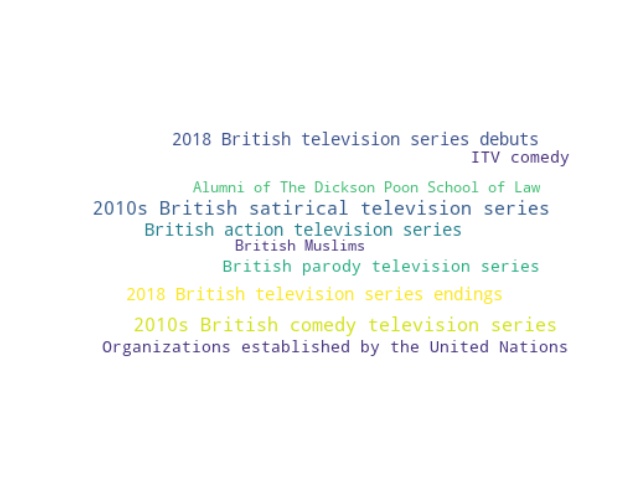 2018 British television series debuts
ITV comedy
Alumni of The Dickson Poon School of Law
2010s British satirical television series
British action television series
British Muslims
British parody television series
2018 British television series endings
2010s British comedy television series
Organizations established by the United Nations